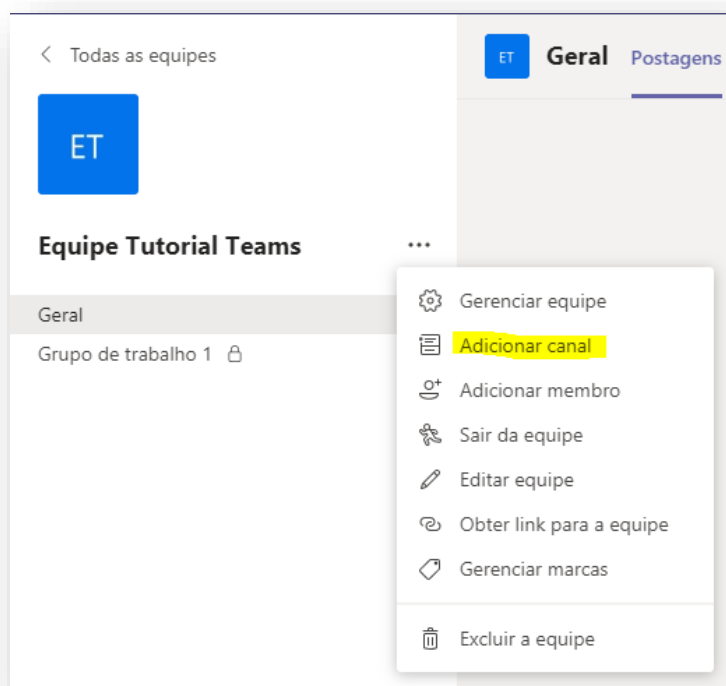 Todas as equipes
ET
Geral Postagens
ET
Equipe Tutorial Teams
Geral
Grupo de trabalho 1
Gerenciar equipe
Adicionar canal
Adicionar membro
Sair da equipe
Editar equipe
Obter link para a equipe
Gerenciar marcas
Excluir a equipe